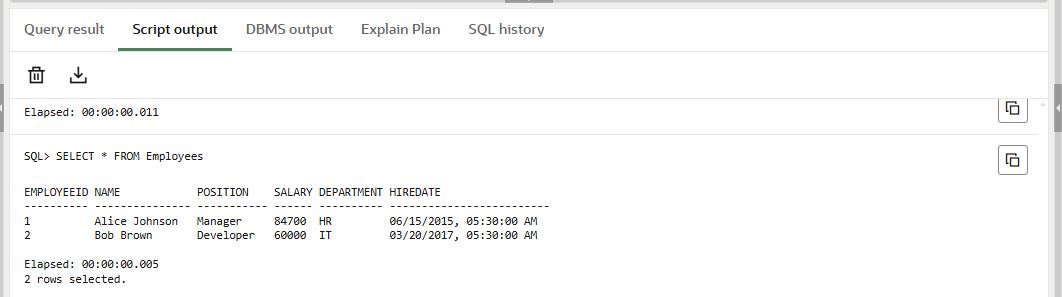 Query result Script output DBMS output Explain Plan SQL history
Elapsed: 00:00:00.011
SQL> SELECT * FROM Employees
EMPLOYEEID NAME            POSITION   SALARY DEPARTMENT HIREDATE
---------- --------------- ---------- ------ ---------- -------------------------
1          Alice Johnson   Manager    84700  HR         06/15/2015, 05:30:00 AM
2          Bob Brown       Developer  60000  IT         03/20/2017, 05:30:00 AM
Elapsed: 00:00:00.005
2 rows selected.